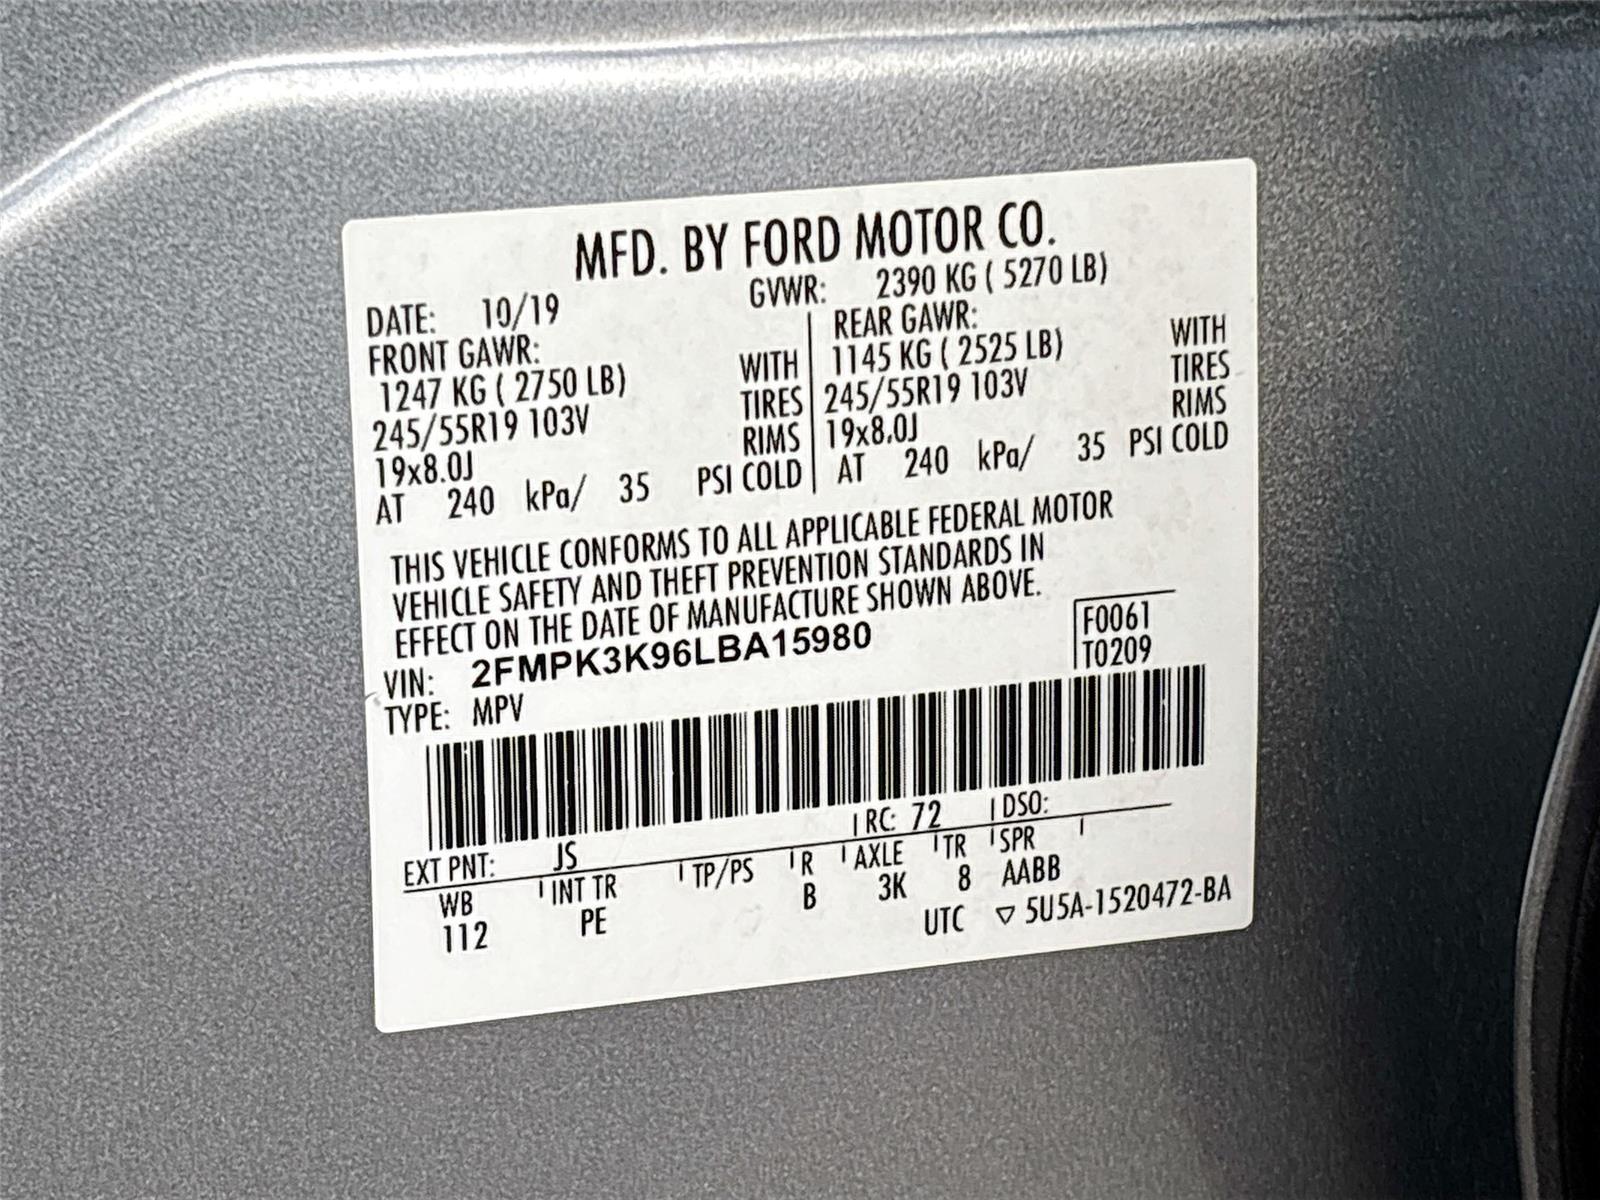 MFD. BY FORD MOTOR CO.
DATE: 10/19 GVWR: 2390 KG ( 5270 LB)
FRONT GAWR: REAR GAWR:
1247 KG ( 2750 LB) WITH 1145 KG ( 2525 LB) WITH
245/55R19 103V TIRES 245/55R19 103V TIRES
19x8.0J RIMS 19x8.0J RIMS
AT 240 kPa/ 35 PSI COLD AT 240 kPa/ 35 PSI COLD
THIS VEHICLE CONFORMS TO ALL APPLICABLE FEDERAL MOTOR
VEHICLE SAFETY AND THEFT PREVENTION STANDARDS IN
EFFECT ON THE DATE OF MANUFACTURE SHOWN ABOVE.
VIN: 2FMPK3K96LBA15980 F0061
TYPE: MPV T0209
EXT PNT: JS RC: 72 DSO:
WB INT TR TP/PS R AXLE TR SPR
112 PE B 3K 8 AABB
UTC ▽ 5U5A-1520472-BA